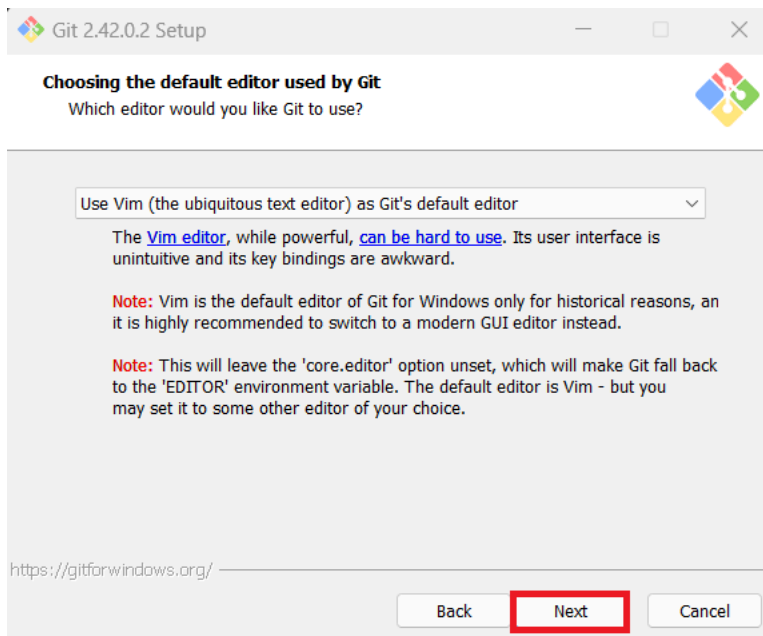 Git 2.42.0.2 Setup
Choosing the default editor used by Git
Which editor would you like Git to use?
Use Vim (the ubiquitous text editor) as Git's default editor
The Vim editor, while powerful, can be hard to use. Its user interface is
unintuitive and its key bindings are awkward.
Note: Vim is the default editor of Git for Windows only for historical reasons, an
it is highly recommended to switch to a modern GUI editor instead.
Note: This will leave the 'core.editor' option unset, which will make Git fall back
to the 'EDITOR' environment variable. The default editor is Vim - but you
may set it to some other editor of your choice.
https://gitforwindows.org/
Back Next Cancel